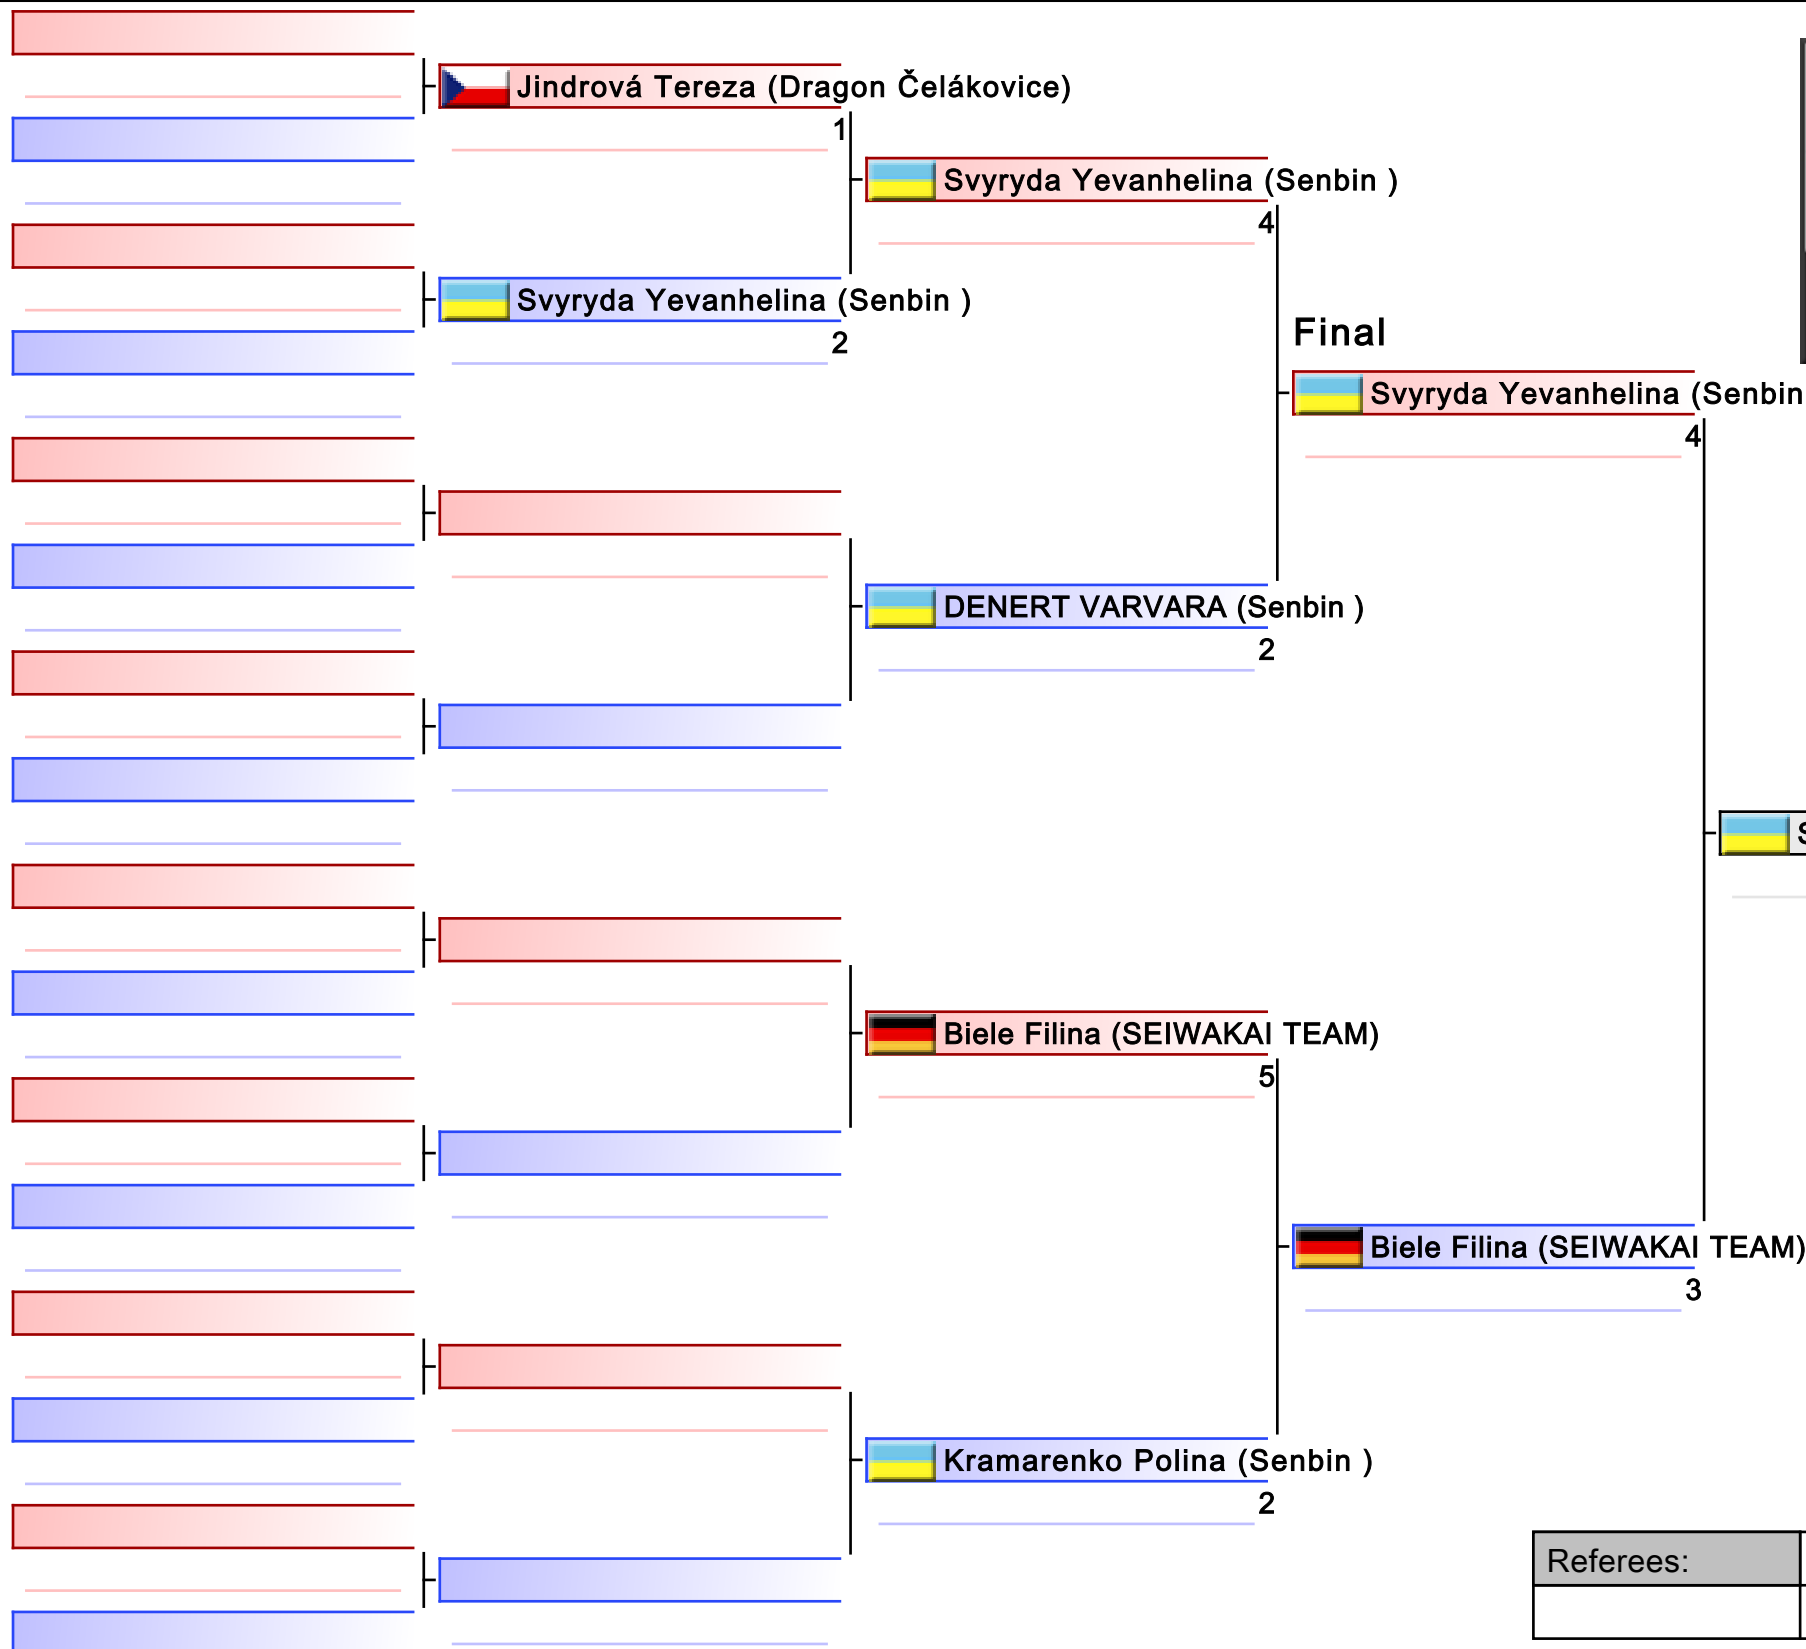 Jindrová Tereza (Dragon Čelákovice)
1
Svyryda Yevanhelina (Senbin )
4
Svyryda Yevanhelina (Senbin )
2
Final
Svyryda Yevanhelina (Senbin
4
DENERT VARVARA (Senbin )
2
S
Biele Filina (SEIWAKAI TEAM)
5
Biele Filina (SEIWAKAI TEAM)
3
Kramarenko Polina (Senbin )
2
Referees: